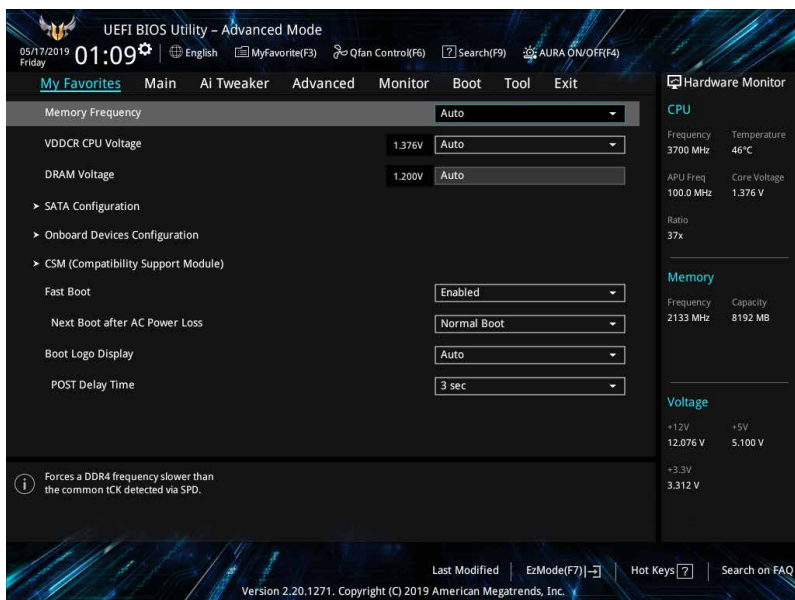 UEFI BIOS Utility – Advanced Mode
05/17/2019 01:09 English MyFavorite(F3) Qfan Control(F6) ? Search(F9) AURA ON/OFF(F4)
Friday
My Favorites Main Ai Tweaker Advanced Monitor Boot Tool Exit
Memory Frequency Auto
VDDCR CPU Voltage 1.376V Auto
DRAM Voltage 1.200V Auto
> SATA Configuration
> Onboard Devices Configuration
> CSM (Compatibility Support Module)
Fast Boot Enabled
Next Boot after AC Power Loss Normal Boot
Boot Logo Display Auto
POST Delay Time 3 sec
Forces a DDR4 frequency slower than
the common tCK detected via SPD.
Hardware Monitor
CPU
Frequency Temperature
3700 MHz 46°C
APU Freq Core Voltage
100.0 MHz 1.376 V
Ratio
37x
Memory
Frequency Capacity
2133 MHz 8192 MB
Voltage
+12V +5V
12.076 V 5.100 V
+3.3V
3.312 V
Last Modified EzMode(F7) Hot Keys ? Search on FAQ
Version 2.20.1271. Copyright (C) 2019 American Megatrends, Inc.